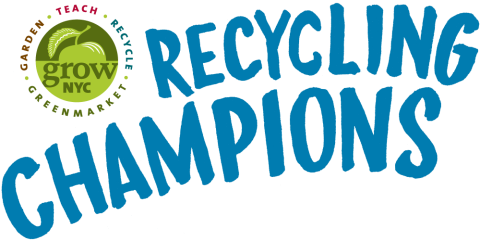 GARDEN • TEACH • RECYCLE • GREENMARKET •
grow
NYC
RECYCLING
CHAMPIONS